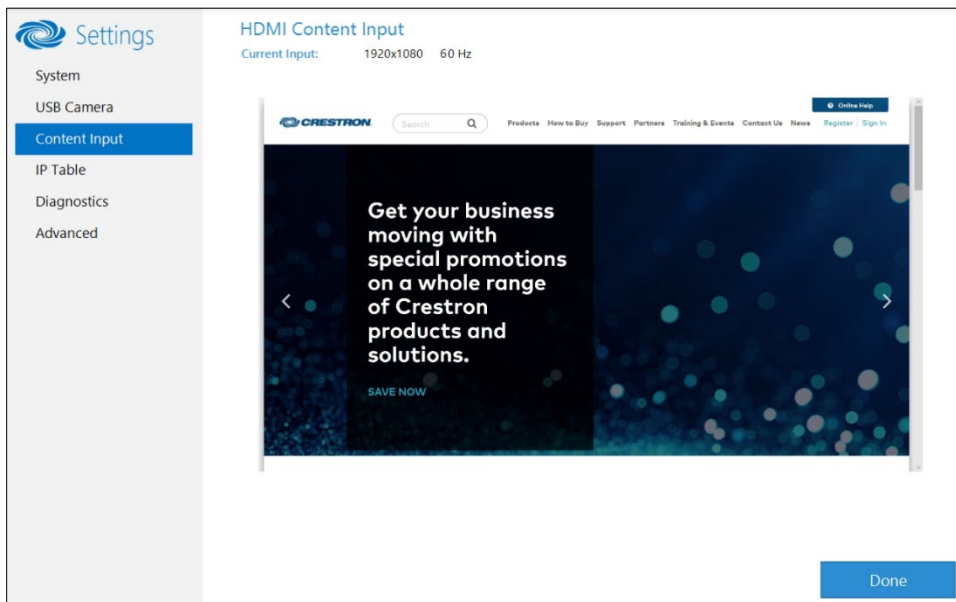 Settings
System
USB Camera
Content Input
IP Table
Diagnostics
Advanced
HDMI Content Input
Current Input: 1920x1080 60 Hz
Online Help
CRESTRON
Search
Products How to Buy Support Partners Training & Events Contact Us News Register Sign In
Get your business
moving with
special promotions
on a whole range
of Crestron
products and
solutions.
SAVE NOW
Done